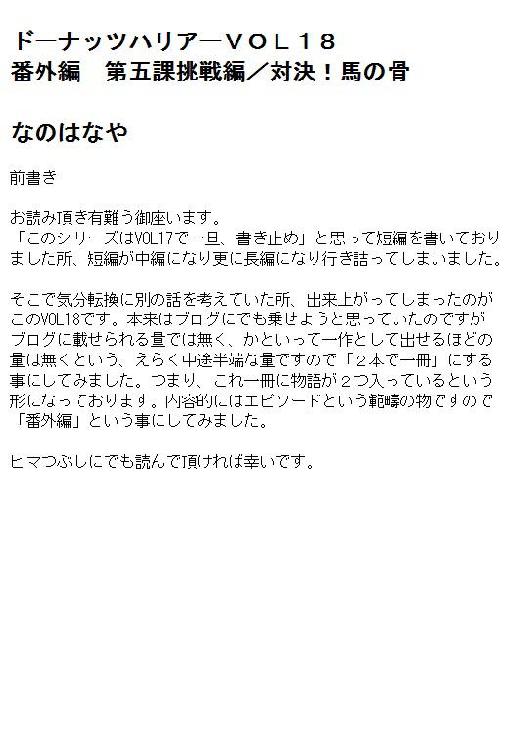 ドーナッツハリアーＶＯＬ１８
番外編　第五課挑戦編／対決！馬の骨
なのはなや
前書き
お読み頂き有難う御座います。
「このシリーズはVOL17で一旦、書き止め」と思って短編を書いており
ました所、短編が中編になり更に長編になり行き詰ってしまいました。
そこで気分転換に別の話を考えていた所、出来上がってしまったのが
このVOL18です。本来はブログにでも乗せようと思っていたのですが
ブログに載せられる量では無く、かといって一作として出せるほどの
量は無くという、えらく中途半端な量ですので「２本で一冊」にする
事にしてみました。つまり、これ一冊に物語が２つ入っているという
形になっております。内容的にはエピソードという範疇の物ですので
「番外編」という事にしてみました。
ヒマつぶしにでも読んで頂ければ幸いです。